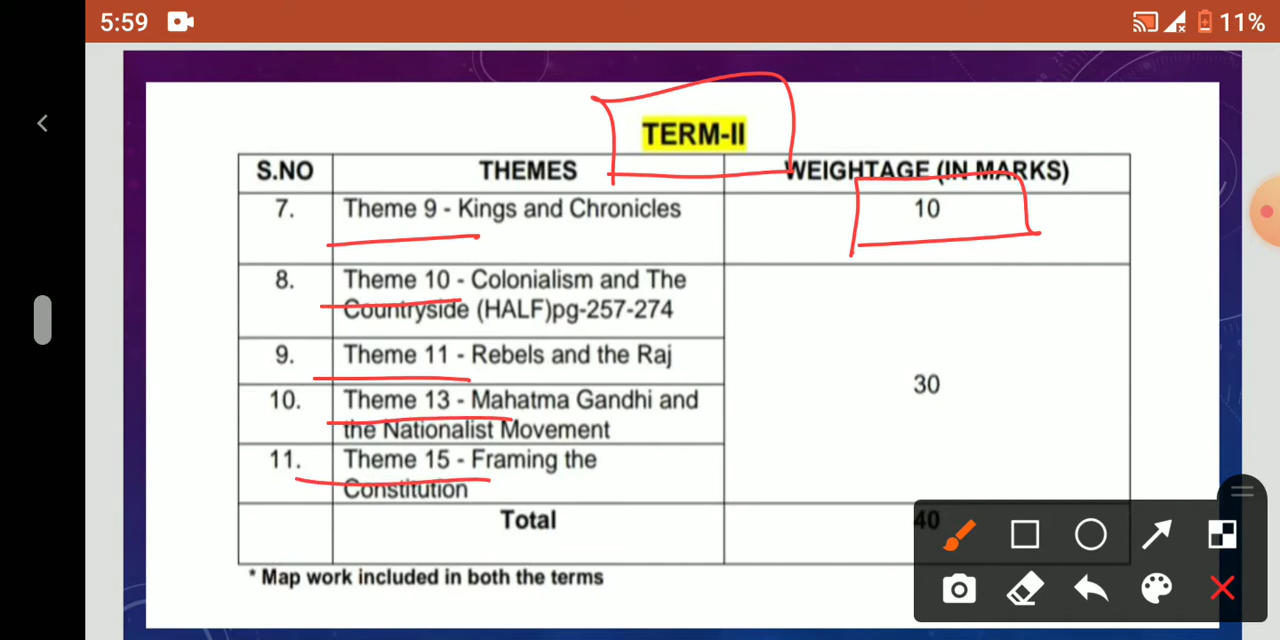 5:59
11%
TERM-II
S.NO THEMES WEIGHTAGE (IN MARKS)
7. Theme 9 - Kings and Chronicles 10
8. Theme 10 - Colonialism and The
Countryside (HALF)pg-257-274
9. Theme 11 - Rebels and the Raj
30
10. Theme 13 - Mahatma Gandhi and
the Nationalist Movement
11. Theme 15 - Framing the
Constitution
Total 40
* Map work included in both the terms